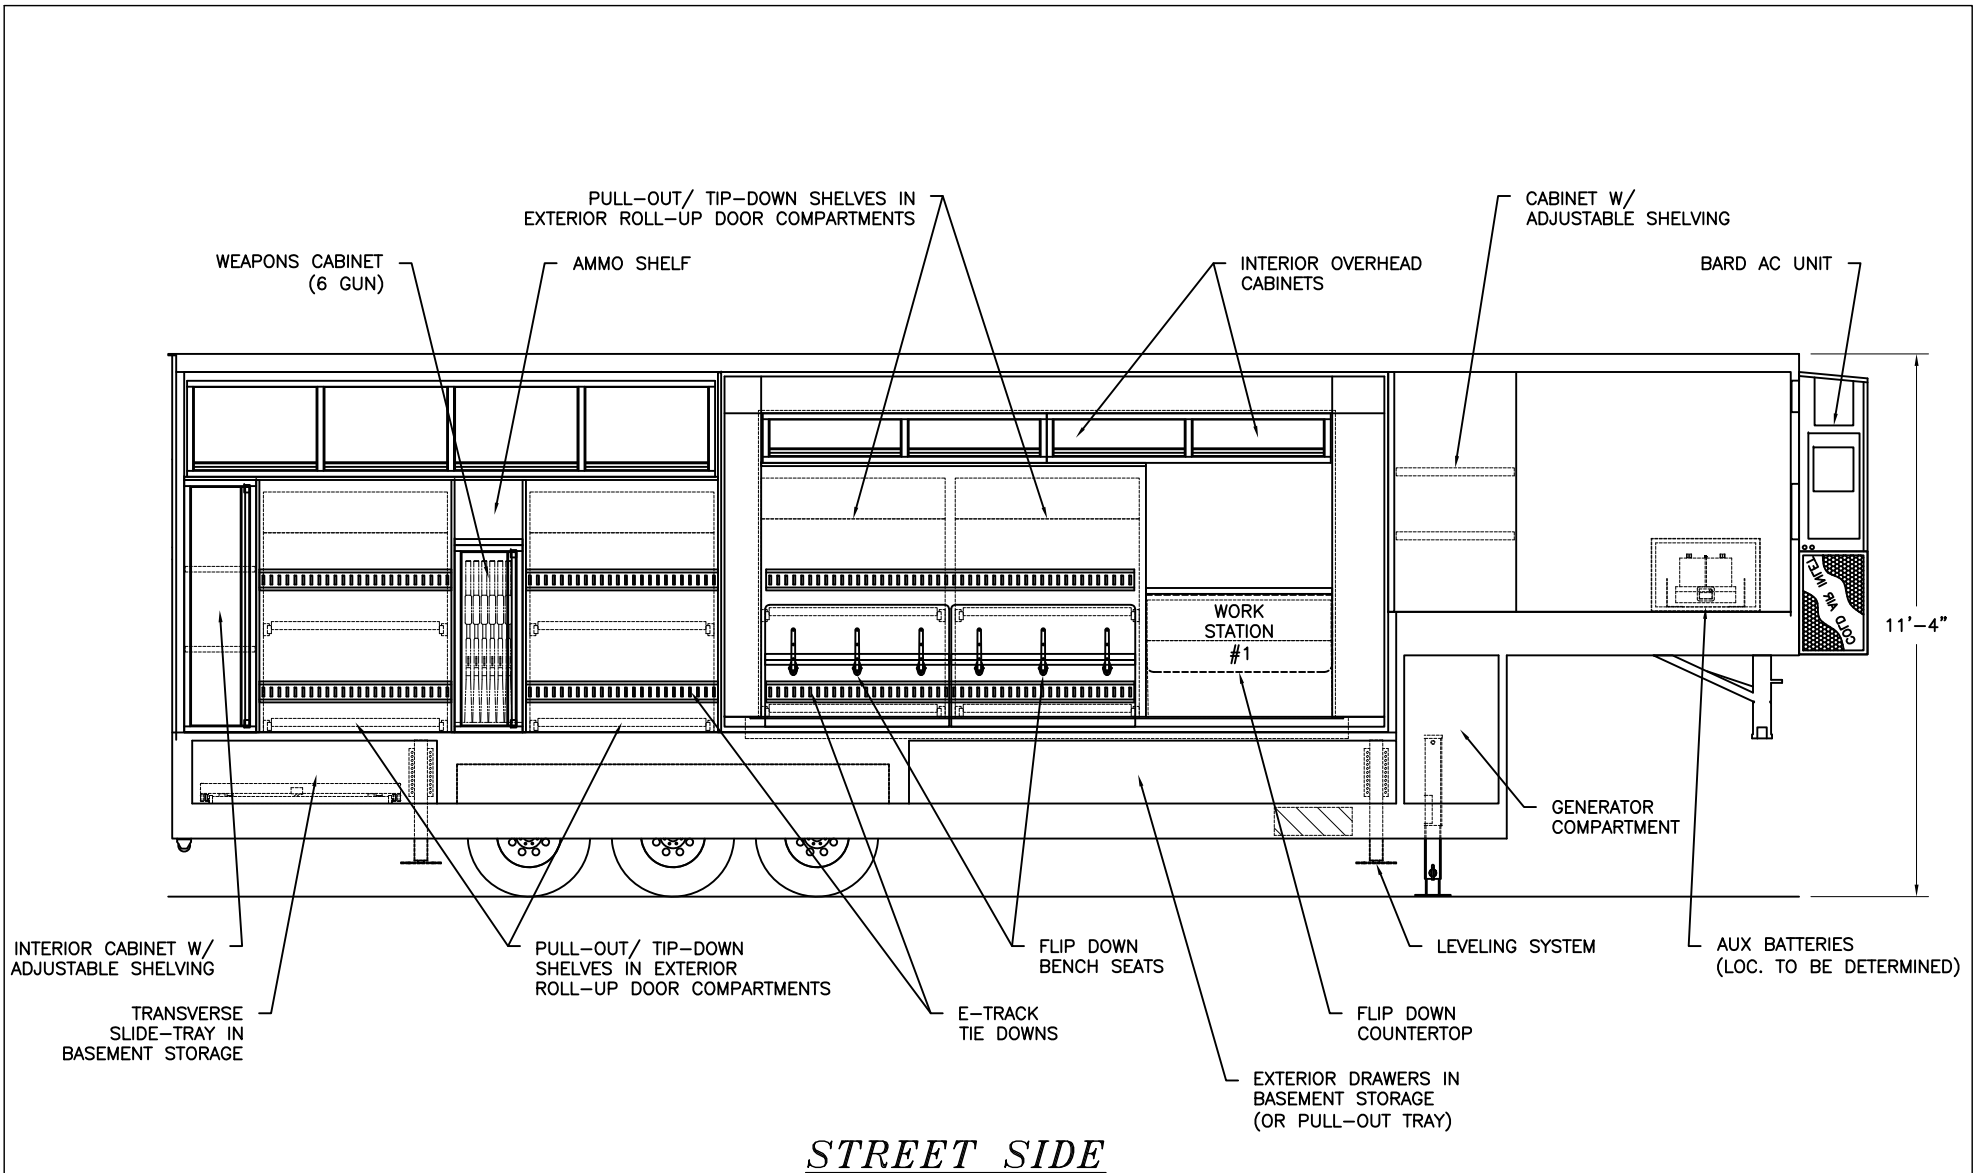 PULL-OUT/ TIP-DOWN SHELVES IN
EXTERIOR ROLL-UP DOOR COMPARTMENTS
CABINET W/
ADJUSTABLE SHELVING
WEAPONS CABINET
(6 GUN)
AMMO SHELF
INTERIOR OVERHEAD
CABINETS
BARD AC UNIT
WORK
STATION
#1
COLD AIR INLET
11'-4"
GENERATOR
COMPARTMENT
INTERIOR CABINET W/
ADJUSTABLE SHELVING
PULL-OUT/ TIP-DOWN
SHELVES IN EXTERIOR
ROLL-UP DOOR COMPARTMENTS
FLIP DOWN
BENCH SEATS
LEVELING SYSTEM
AUX BATTERIES
(LOC. TO BE DETERMINED)
TRANSVERSE
SLIDE-TRAY IN
BASEMENT STORAGE
E-TRACK
TIE DOWNS
FLIP DOWN
COUNTERTOP
EXTERIOR DRAWERS IN
BASEMENT STORAGE
(OR PULL-OUT TRAY)
STREET SIDE